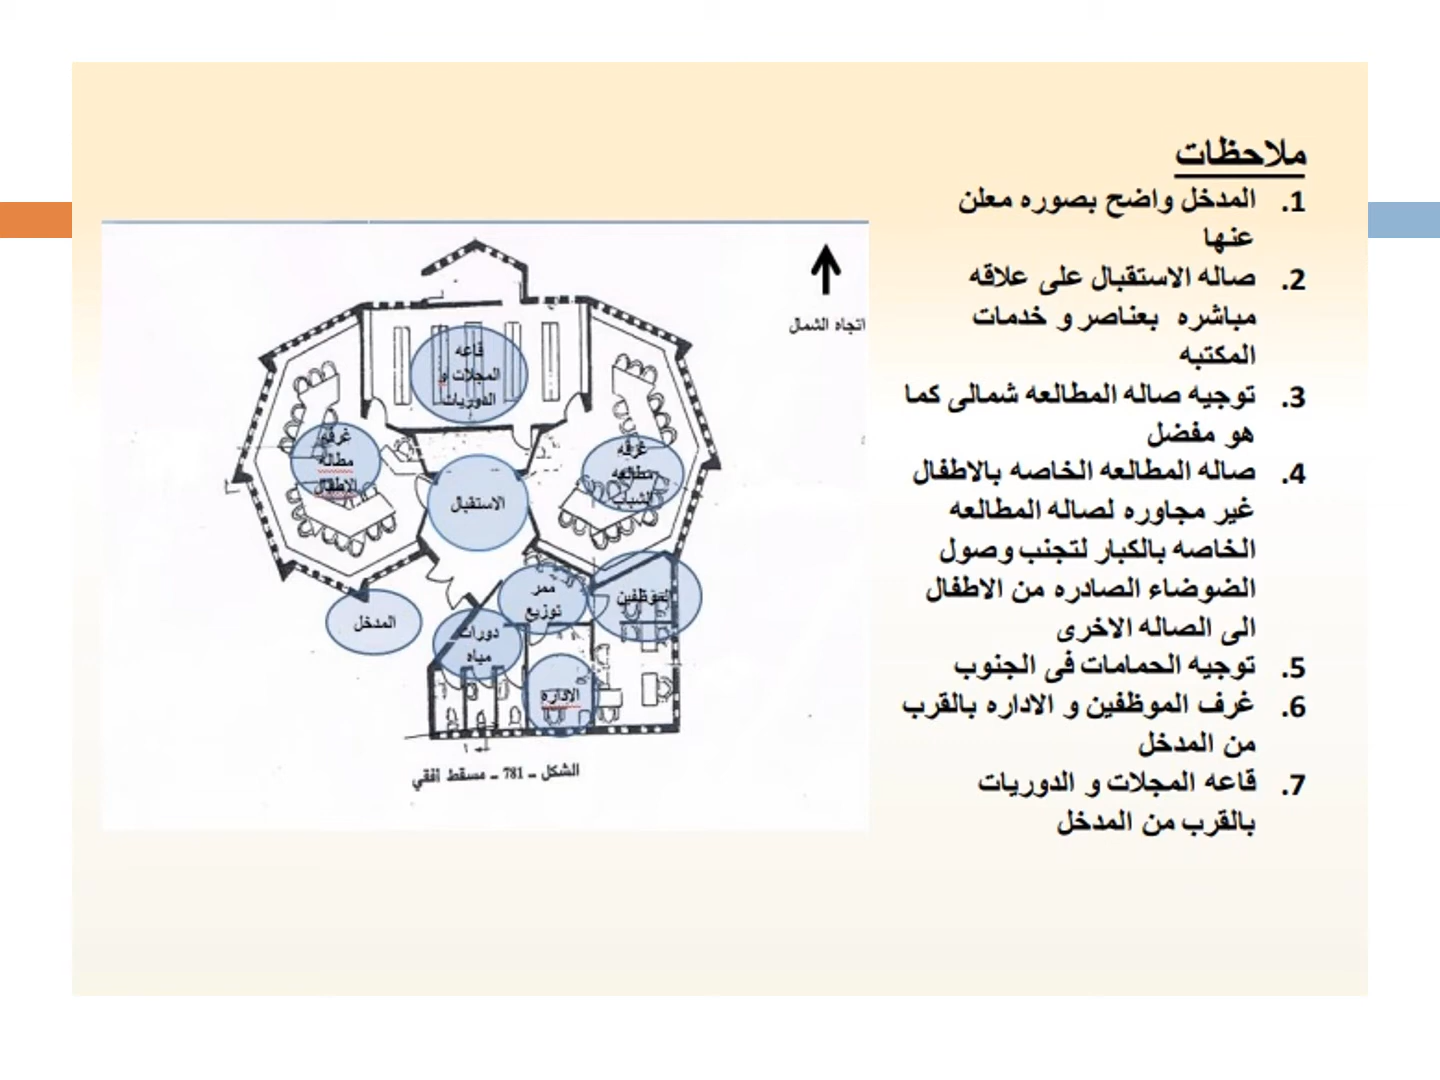 ملاحظات
1. المدخل واضح بصوره معلن
عنها
2. صاله الاستقبال على علاقه
مباشره بعناصر و خدمات
المكتبه
3. توجيه صاله المطالعه شمالى كما
هو مفضل
4. صاله المطالعه الخاصه بالاطفال
غير مجاوره لصاله المطالعه
الخاصه بالكبار لتجنب وصول
الضوضاء الصادره من الاطفال
الى الصاله الاخرى
5. توجيه الحمامات فى الجنوب
6. غرف الموظفين و الاداره بالقرب
من المدخل
7. قاعه المجلات و الدوريات
بالقرب من المدخل
اتجاه الشمال
قاعه
المجلات و
الدوريات
غرفه
مطاله
الاطفال
غرفه
مطالعه
الشباب
الاستقبال
ممر
توزيع
الموظفين
المدخل
دورات
مياه
الاداره
الشكل ـ 781 ـ مسقط افقي